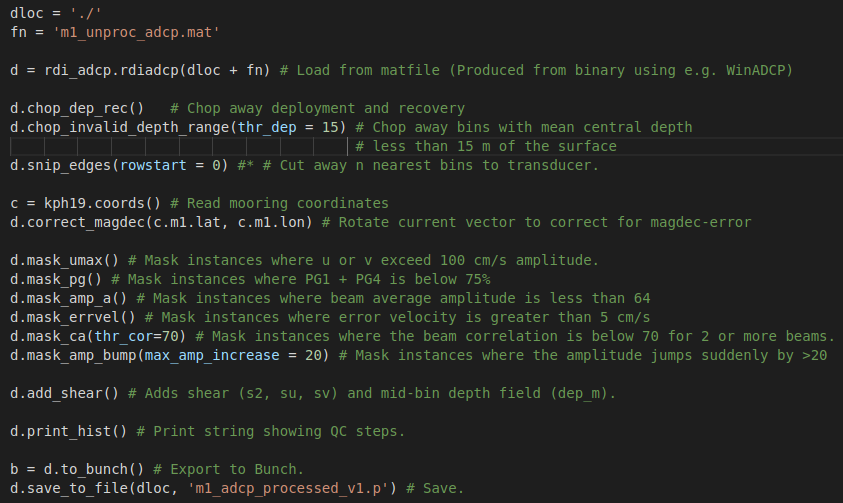 dloc = './'
fn = 'm1_unproc_adcp.mat'
d = rdi_adcp.rdiadcp(dloc + fn) # Load from matfile (Produced from binary using e.g. WinADCP)
d.chop_dep_rec()   # Chop away deployment and recovery
d.chop_invalid_depth_range(thr_dep = 15) # Chop away bins with mean central depth
# less than 15 m of the surface
d.snip_edges(rowstart = 0) #* # Cut away n nearest bins to transducer.
c = kph19.coords() # Read mooring coordinates
d.correct_magdec(c.m1.lat, c.m1.lon) # Rotate current vector to correct for magdec-error
d.mask_umax() # Mask instances where u or v exceed 100 cm/s amplitude.
d.mask_pg() # Mask instances where PG1 + PG4 is below 75%
d.mask_amp_a() # Mask instances where beam average amplitude is less than 64
d.mask_errvel() # Mask instances where error velocity is greater than 5 cm/s
d.mask_ca(thr_cor=70) # Mask instances where the beam correlation is below 70 for 2 or more beams.
d.mask_amp_bump(max_amp_increase = 20) # Mask instances where the amplitude jumps suddenly by >20
d.add_shear() # Adds shear (s2, su, sv) and mid-bin depth field (dep_m).
d.print_hist() # Print string showing QC steps.
b = d.to_bunch() # Export to Bunch.
d.save_to_file(dloc, 'm1_adcp_processed_v1.p') # Save.